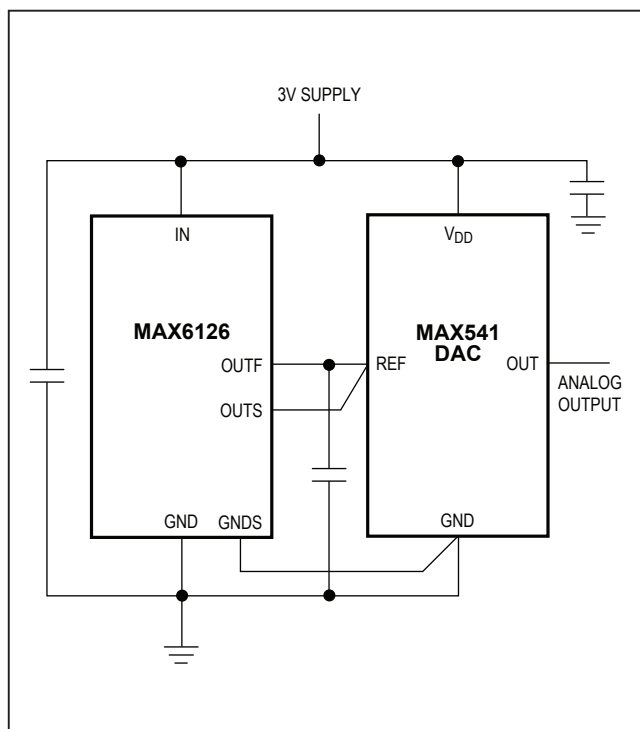 3V SUPPLY
IN
VDD
MAX6126
MAX541
DAC
OUTF
REF
OUT
OUTS
ANALOG
OUTPUT
GND
GNDS
GND